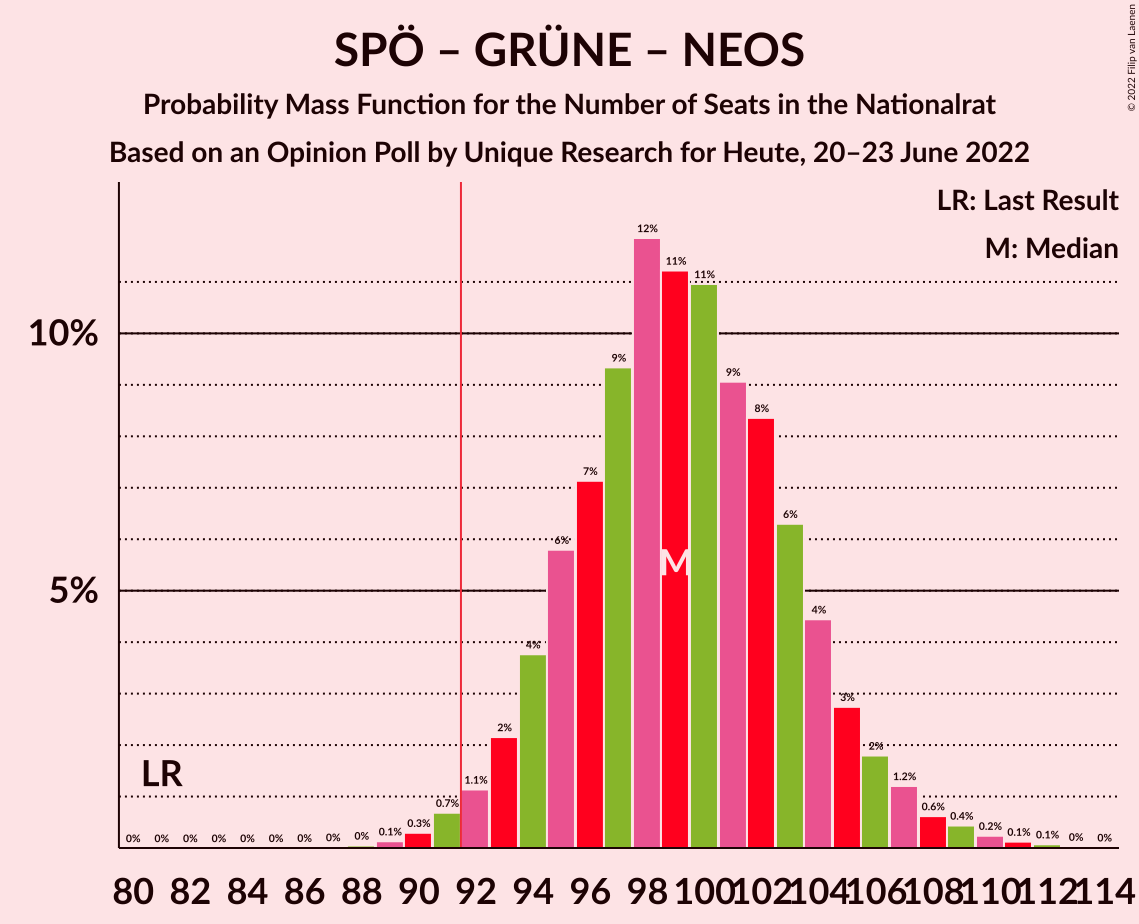 SPÖ – GRÜNE – NEOS
Probability Mass Function for the Number of Seats in the Nationalrat
Based on an Opinion Poll by Unique Research for Heute, 20–23 June 2022
© 2022 Filip van Laenen
LR: Last Result
M: Median
10%
5%
LR
M
0% 0% 0% 0% 0% 0% 0% 0% 0% 0.1% 0.3% 0.7% 1.1% 2% 4% 6% 7% 9% 12% 11% 11% 9% 8% 6% 4% 3% 2% 1.2% 0.6% 0.4% 0.2% 0.1% 0.1% 0% 0%
80 82 84 86 88 90 92 94 96 98 100 102 104 106 108 110 112 114